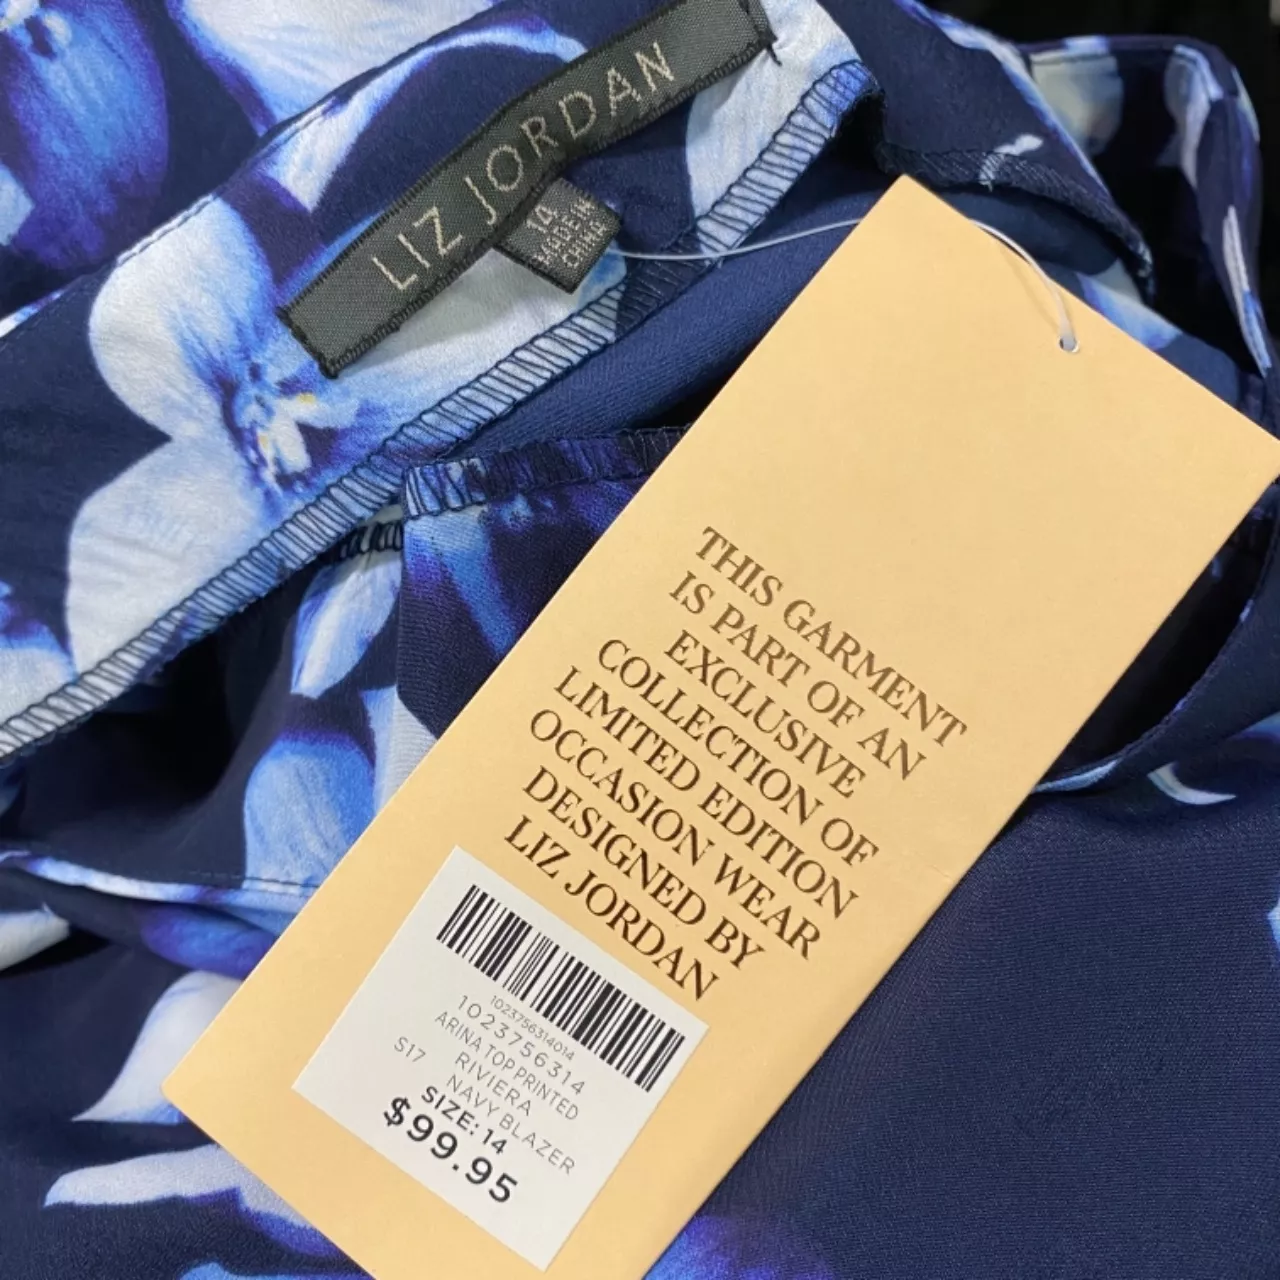 LIZ JORDAN
14
MADE IN
CHINA
THIS GARMENT
IS PART OF AN
EXCLUSIVE
COLLECTION OF
LIMITED EDITION
OCCASION WEAR
DESIGNED BY
LIZ JORDAN
1023756314014
1023756314
ARINA TOP PRINTED
S17 RIVIERA
NAVY BLAZER
SIZE: 14
$99.95